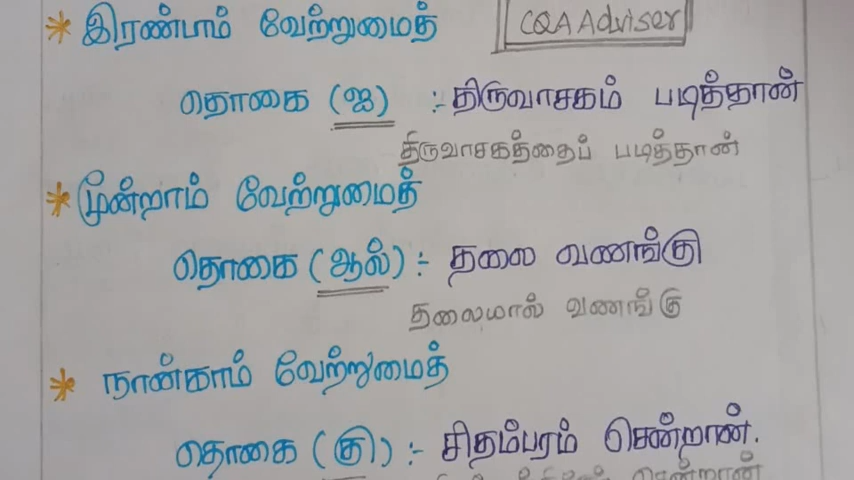 * இரண்டாம் வேற்றுமைத்
CQA Adviser
தொகை (ஐ) :- திருவாசகம் படித்தான்
திருவாசகத்தைப் படித்தான்
* மூன்றாம் வேற்றுமைத்
தொகை (ஆல்) :- தலை வணங்கு
தலையால் வணங்கு
* நான்காம் வேற்றுமைத்
தொகை (கு) :- சிதம்பரம் சென்றான்.
சென்றான்